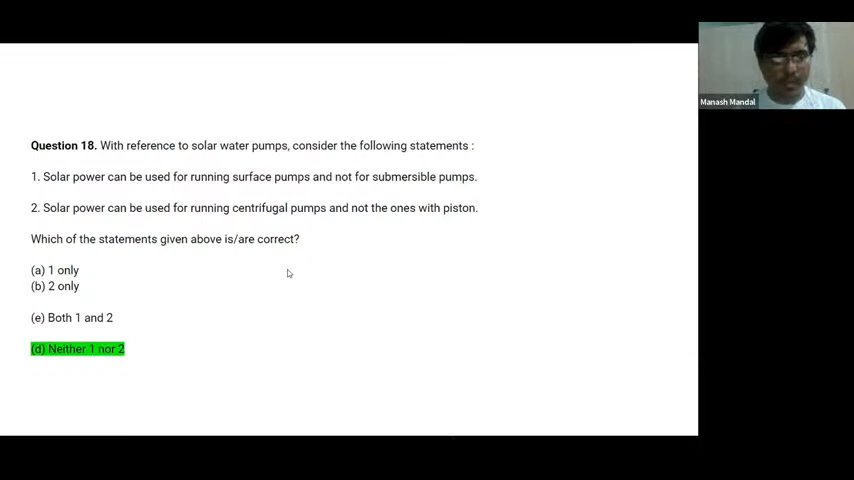 Question 18. With reference to solar water pumps, consider the following statements :
1. Solar power can be used for running surface pumps and not for submersible pumps.
2. Solar power can be used for running centrifugal pumps and not the ones with piston.
Which of the statements given above is/are correct?
(a) 1 only
(b) 2 only
(e) Both 1 and 2
(d) Neither 1 nor 2
Manash Mandal